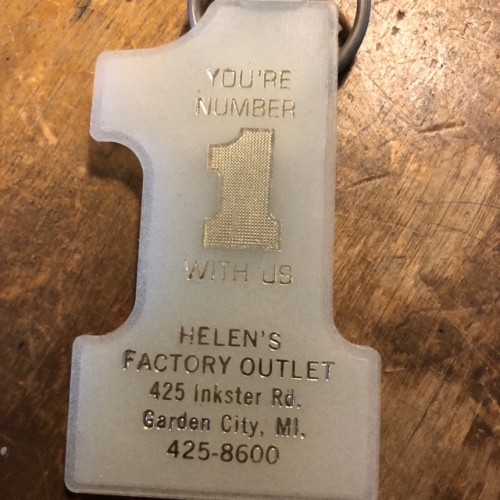 YOU'RE
NUMBER
1
WITH US
HELEN'S
FACTORY OUTLET
425 Inkster Rd.
Garden City, MI,
425-8600